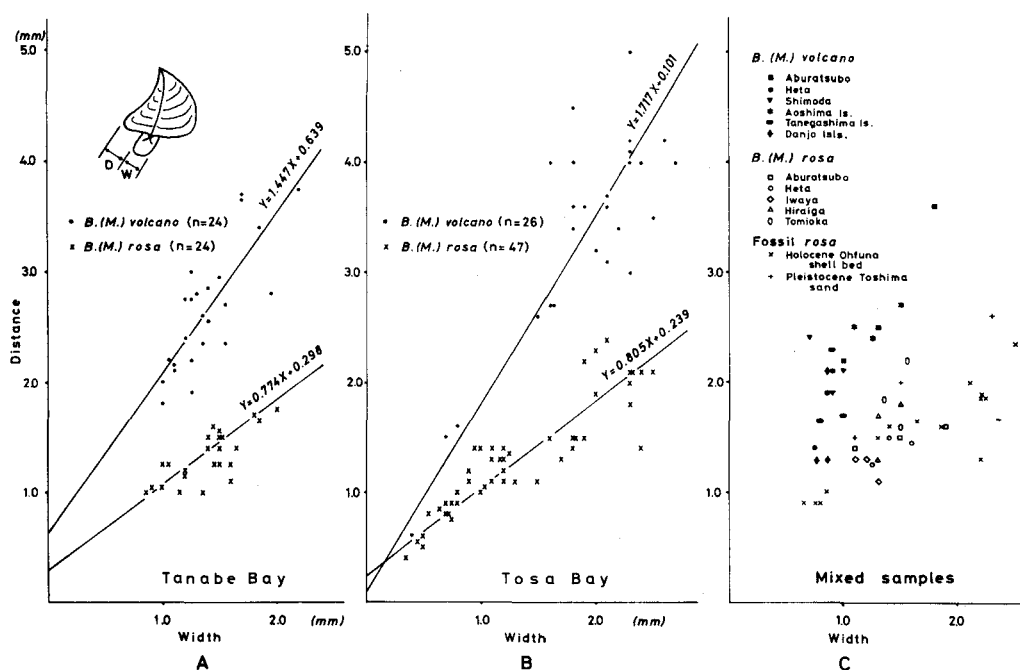 (mm)
5.0
4.0
3.0
2.0
1.0
Distance
D
W
Y=1.447X+0.639
B.(M.) volcano (n=24)
B.(M.) rosa (n=24)
Y=0.774X+0.298
Tanabe Bay
1.0
2.0
(mm)
Width
A
5.0
4.0
3.0
2.0
1.0
Y=1.717X+0.101
B.(M.) volcano (n=26)
B.(M.) rosa (n=47)
Y=0.805X+0.239
Tosa Bay
1.0
2.0
(mm)
Width
B
5.0
4.0
3.0
2.0
1.0
B.(M.) volcano
Aburatsubo
Heta
Shimoda
Aoshima Is.
Tanegashima Is.
Danjo Isls.
B.(M.) rosa
Aburatsubo
Heta
Iwaya
Hiraiga
Tomioka
Fossil rosa
Holocene Ohfuna
shell bed
Pleistocene Toshima
sand
Mixed samples
1.0
2.0
Width
C